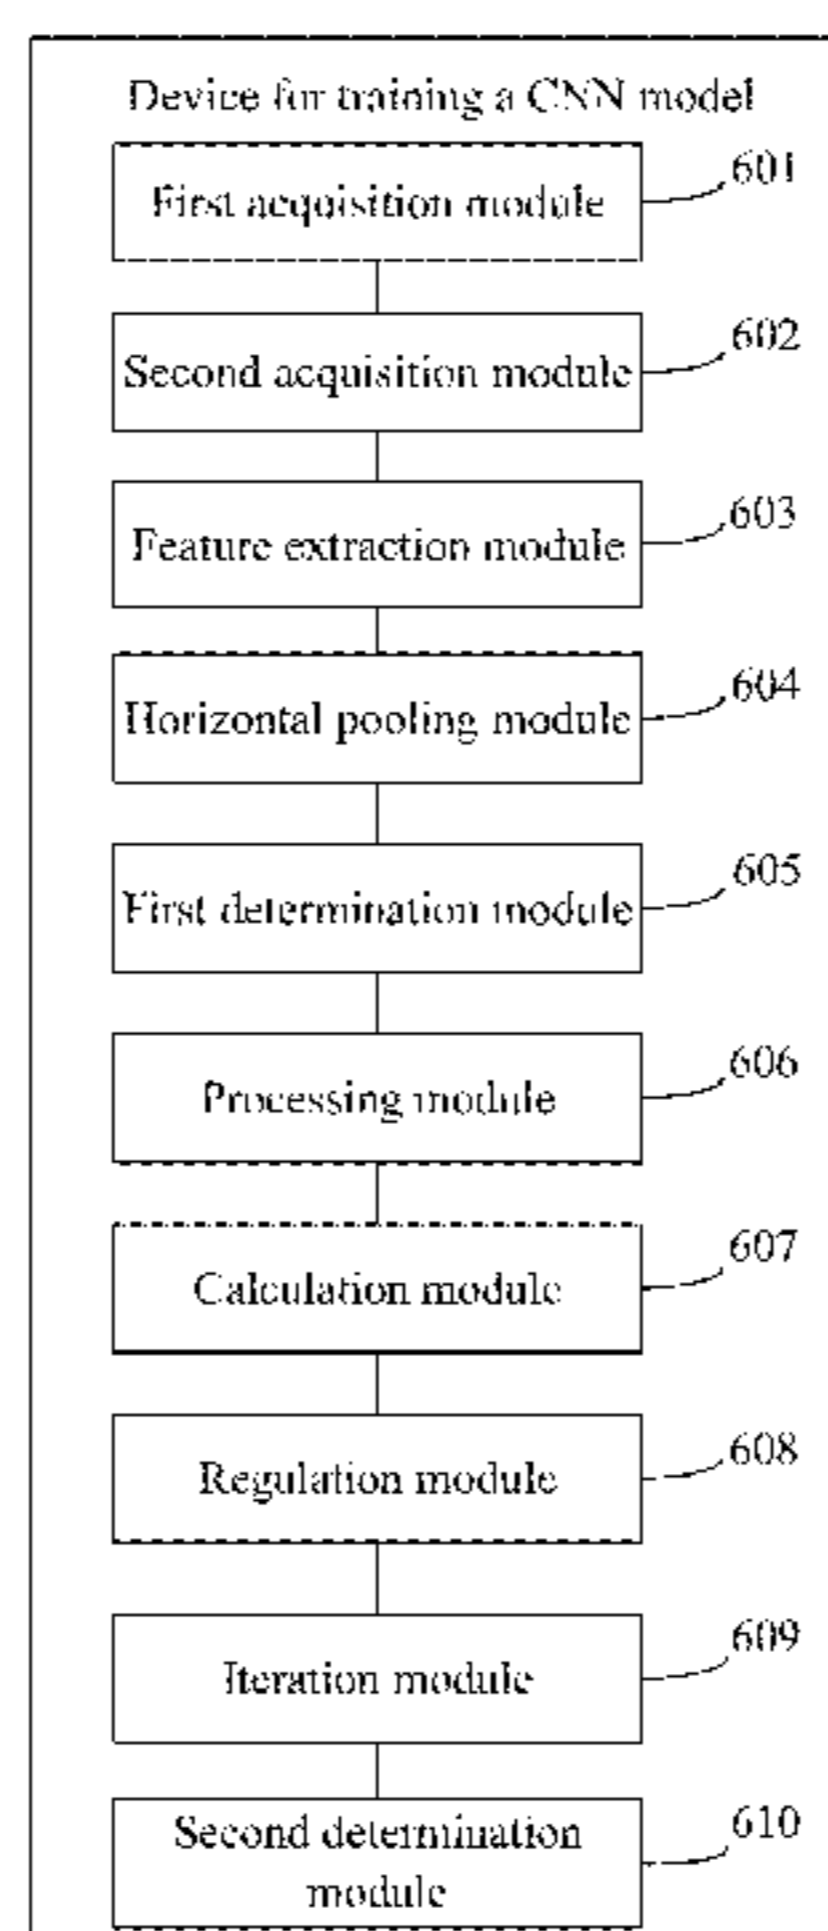 Device for training a CNN model
First acquisition module
601
Second acquisition module
602
Feature extraction module
603
Horizontal pooling module
604
First determination module
605
Processing module
606
Calculation module
607
Regulation module
608
Iteration module
609
Second determination
module
610